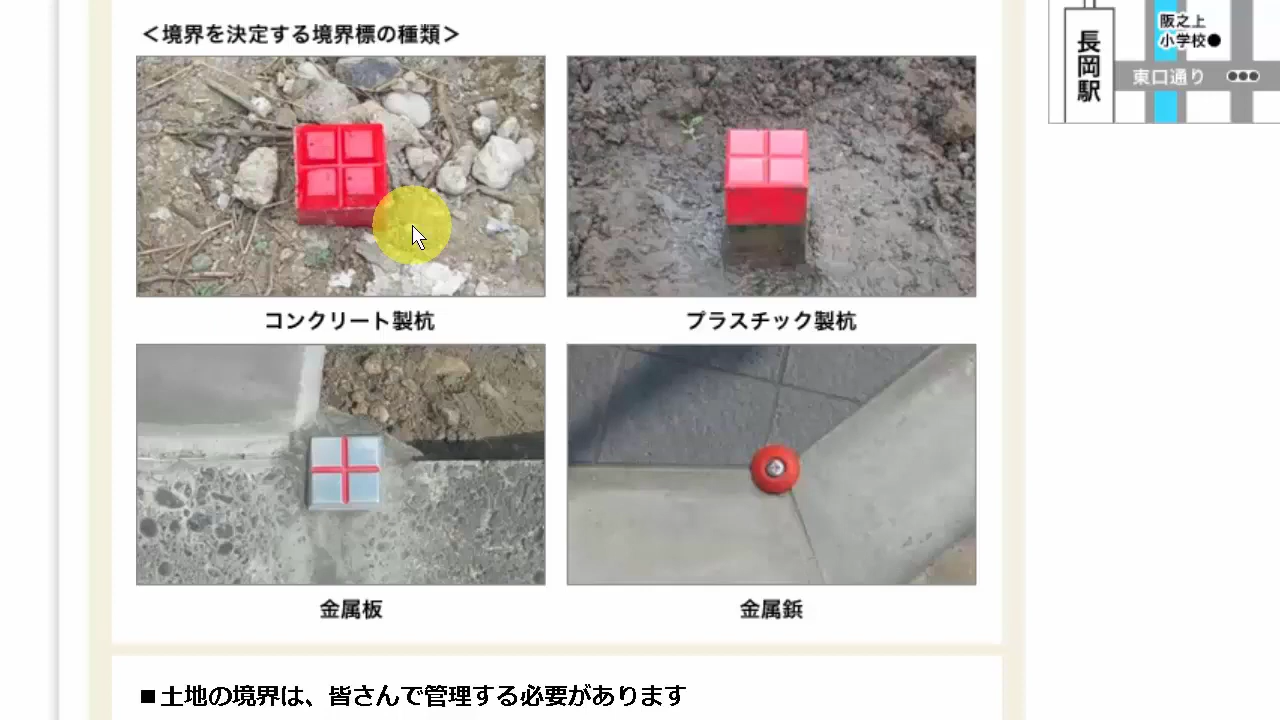 ＜境界を決定する境界標の種類＞
コンクリート製杭
プラスチック製杭
金属板
金属鋲
■土地の境界は、皆さんで管理する必要があります
長岡駅
阪之上
小学校●
東口通り